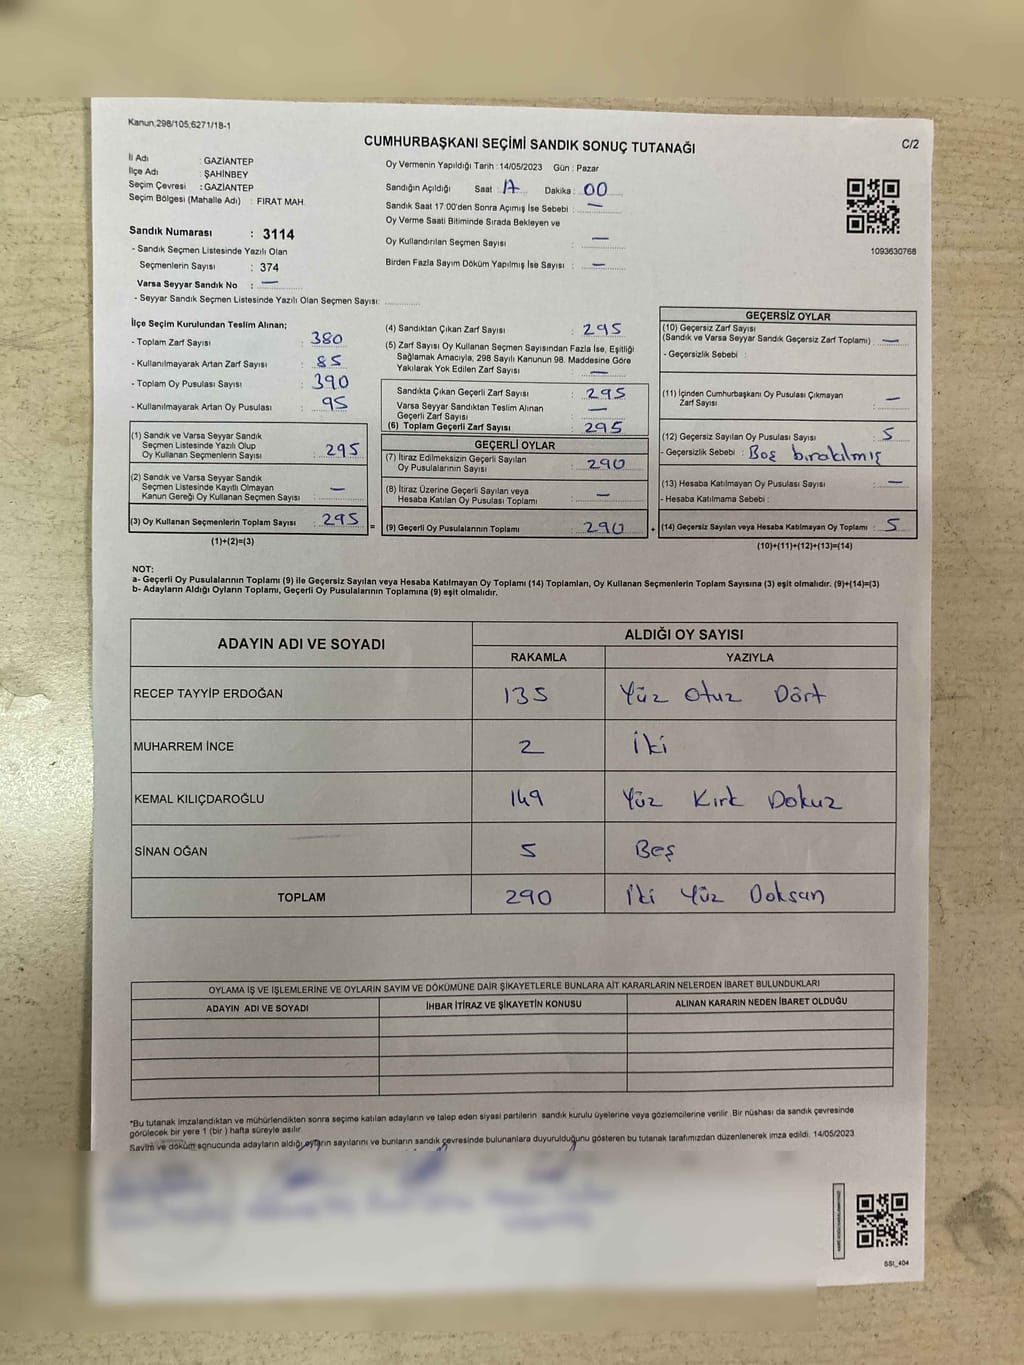 Kanun;298/105;6271/18-1
CUMHURBAŞKANI SEÇİMİ SANDIK SONUÇ TUTANAĞI
C/2
İl Adı : GAZİANTEP
İlçe Adı : ŞAHİNBEY
Seçim Çevresi : GAZİANTEP
Seçim Bölgesi (Mahalle Adı) : FIRAT MAH.
Oy Vermenin Yapıldığı Tarih : 14/05/2023 Gün : Pazar
Sandığın Açıldığı Saat : 17 Dakika : 00
Sandık Saat 17:00'den Sonra Açımış İse Sebebi : —
Oy Verme Saati Bitiminde Sırada Bekleyen ve
Oy Kullandırılan Seçmen Sayısı : —
Birden Fazla Sayım Döküm Yapılmış İse Sayısı : —
1093630768
Sandık Numarası : 3114
- Sandık Seçmen Listesinde Yazılı Olan
Seçmenlerin Sayısı : 374
Varsa Seyyar Sandık No : —
- Seyyar Sandık Seçmen Listesinde Yazılı Olan Seçmen Sayısı:
İlçe Seçim Kurulundan Teslim Alınan;
- Toplam Zarf Sayısı : 380
- Kullanılmayarak Artan Zarf Sayısı : 85
- Toplam Oy Pusulası Sayısı : 390
- Kullanılmayarak Artan Oy Pusulası : 95
(1) Sandık ve Varsa Seyyar Sandık
Seçmen Listesinde Yazılı Olup
Oy Kullanan Seçmenlerin Sayısı : 295
(2) Sandık ve Varsa Seyyar Sandık
Seçmen Listesinde Kayıtlı Olmayan
Kanun Gereği Oy Kullanan Seçmen Sayısı : —
(3) Oy Kullanan Seçmenlerin Toplam Sayısı : 295 =
(1)+(2)=(3)
(4) Sandıktan Çıkan Zarf Sayısı : 295
(5) Zarf Sayısı Oy Kullanan Seçmen Sayısından Fazla İse, Eşitliği
Sağlamak Amacıyla, 298 Sayılı Kanunun 98. Maddesine Göre
Yakılarak Yok Edilen Zarf Sayısı : —
Sandıkta Çıkan Geçerli Zarf Sayısı : 295
Varsa Seyyar Sandıktan Teslim Alınan
Geçerli Zarf Sayısı : —
(6) Toplam Geçerli Zarf Sayısı : 295
GEÇERLİ OYLAR
(7) İtiraz Edilmeksizin Geçerli Sayılan
Oy Pusulalarının Sayısı : 290
(8) İtiraz Üzerine Geçerli Sayılan veya
Hesaba Katılan Oy Pusulası Toplamı : —
(9) Geçerli Oy Pusulalarının Toplamı : 290 +
GEÇERSİZ OYLAR
(10) Geçersiz Zarf Sayısı
(Sandık ve Varsa Seyyar Sandık Geçersiz Zarf Toplamı) : —
- Geçersizlik Sebebi :
(11) İçinden Cumhurbaşkanı Oy Pusulası Çıkmayan
Zarf Sayısı : —
(12) Geçersiz Sayılan Oy Pusulası Sayısı : 5
- Geçersizlik Sebebi : Boş bırakılmış
(13) Hesaba Katılmayan Oy Pusulası Sayısı : —
- Hesaba Katılmama Sebebi :
(14) Geçersiz Sayılan veya Hesaba Katılmayan Oy Toplamı : 5
(10)+(11)+(12)+(13)=(14)
NOT:
a- Geçerli Oy Pusulalarının Toplamı (9) ile Geçersiz Sayılan veya Hesaba Katılmayan Oy Toplamı (14) Toplamları, Oy Kullanan Seçmenlerin Toplam Sayısına (3) eşit olmalıdır. (9)+(14)=(3)
b- Adayların Aldığı Oyların Toplamı, Geçerli Oy Pusulalarının Toplamına (9) eşit olmalıdır.
ADAYIN ADI VE SOYADI
ALDIĞI OY SAYISI
RAKAMLA YAZIYLA
RECEP TAYYİP ERDOĞAN 135 Yüz Otuz Dört
MUHARREM İNCE 2 İki
KEMAL KILIÇDAROĞLU 149 Yüz Kırk Dokuz
SİNAN OĞAN 5 Beş
TOPLAM 290 İki Yüz Doksan
OYLAMA İŞ VE İŞLEMLERİNE VE OYLARIN SAYIM VE DÖKÜMÜNE DAİR ŞİKAYETLERLE BUNLARA AİT KARARLARIN NELERDEN İBARET BULUNDUKLARI
ADAYIN ADI VE SOYADI İHBAR İTİRAZ VE ŞİKAYETİN KONUSU ALINAN KARARIN NEDEN İBARET OLDUĞU
*Bu tutanak imzalandıktan ve mühürlendikten sonra seçime katılan adayların ve talep eden siyasi partilerin sandık kurulu üyelerine veya gözlemcilerine verilir. Bir nüshası da sandık çevresinde
görülecek bir yere 1 (bir ) hafta süreyle asılır.
Sayım ve döküm sonucunda adayların aldığı oyların sayılarını ve bunların sandık çevresinde bulunanlara duyurulduğunu gösteren bu tutanak tarafımızdan düzenlenerek imza edildi. 14/05/2023
SSI_404